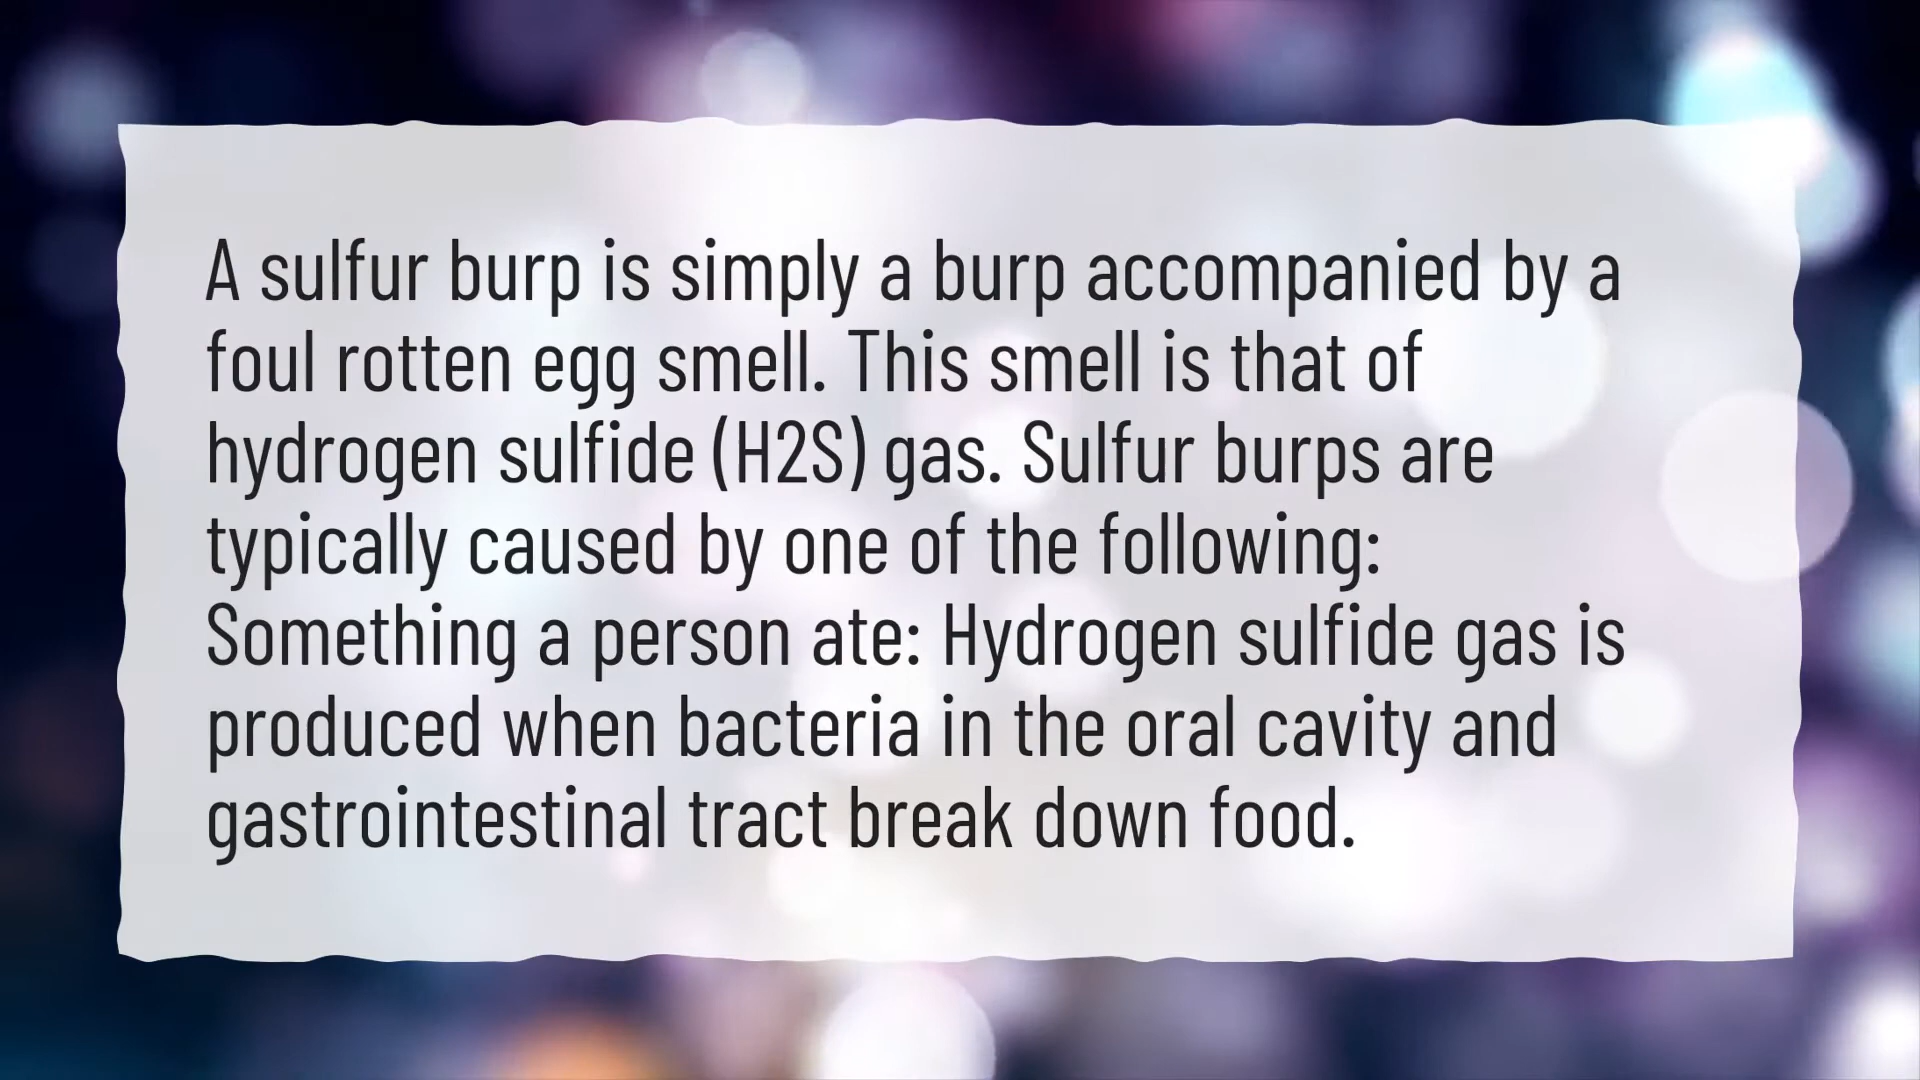 A sulfur burp is simply a burp accompanied by a
foul rotten egg smell. This smell is that of
hydrogen sulfide (H2S) gas. Sulfur burps are
typically caused by one of the following:
Something a person ate: Hydrogen sulfide gas is
produced when bacteria in the oral cavity and
gastrointestinal tract break down food.